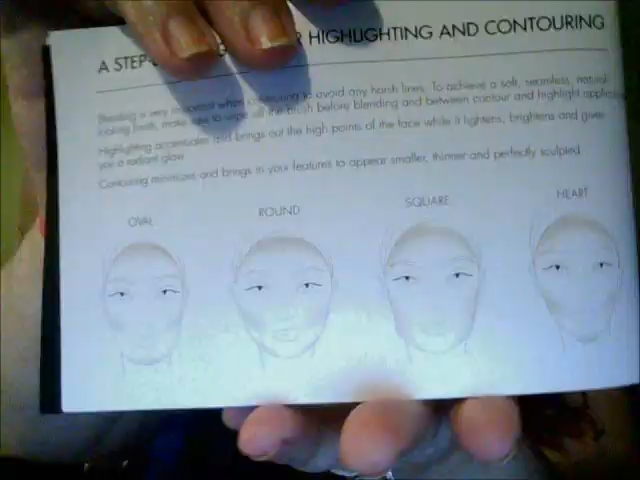 A STEP HIGHLIGHTING AND CONTOURING
Blending is very important when contouring to avoid any harsh lines. To achieve a soft, seamless, natural
looking finish, make sure to wipe off the brush before blending and between contour and highlight
Highlighting accentuates and brings out the high points of the face while it lightens, brightens and gives
you a radiant glow.
Contouring minimizes and brings in your features to appear smaller, thinner and perfectly sculpted.
OVAL
ROUND
SQUARE
HEART